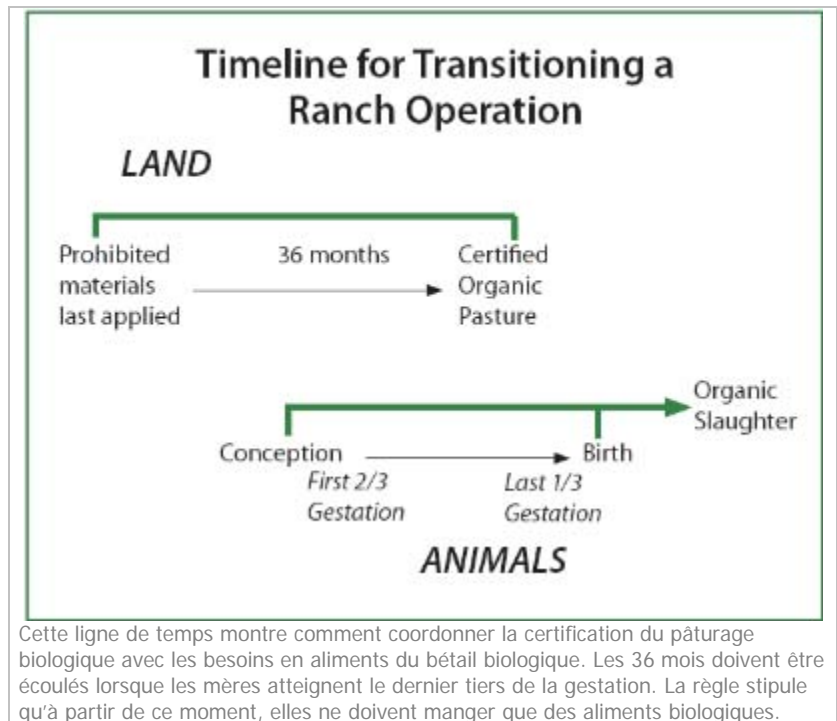 Timeline for Transitioning a
Ranch Operation
LAND
Prohibited
materials
last applied
36 months
Certified
Organic
Pasture
Organic
Slaughter
Conception
Birth
First 2/3
Gestation
Last 1/3
Gestation
ANIMALS
Cette ligne de temps montre comment coordonner la certification du pâturage
biologique avec les besoins en aliments du bétail biologique. Les 36 mois doivent être
écoulés lorsque les mères atteignent le dernier tiers de la gestation. La règle stipule
qu'à partir de ce moment, elles ne doivent manger que des aliments biologiques.